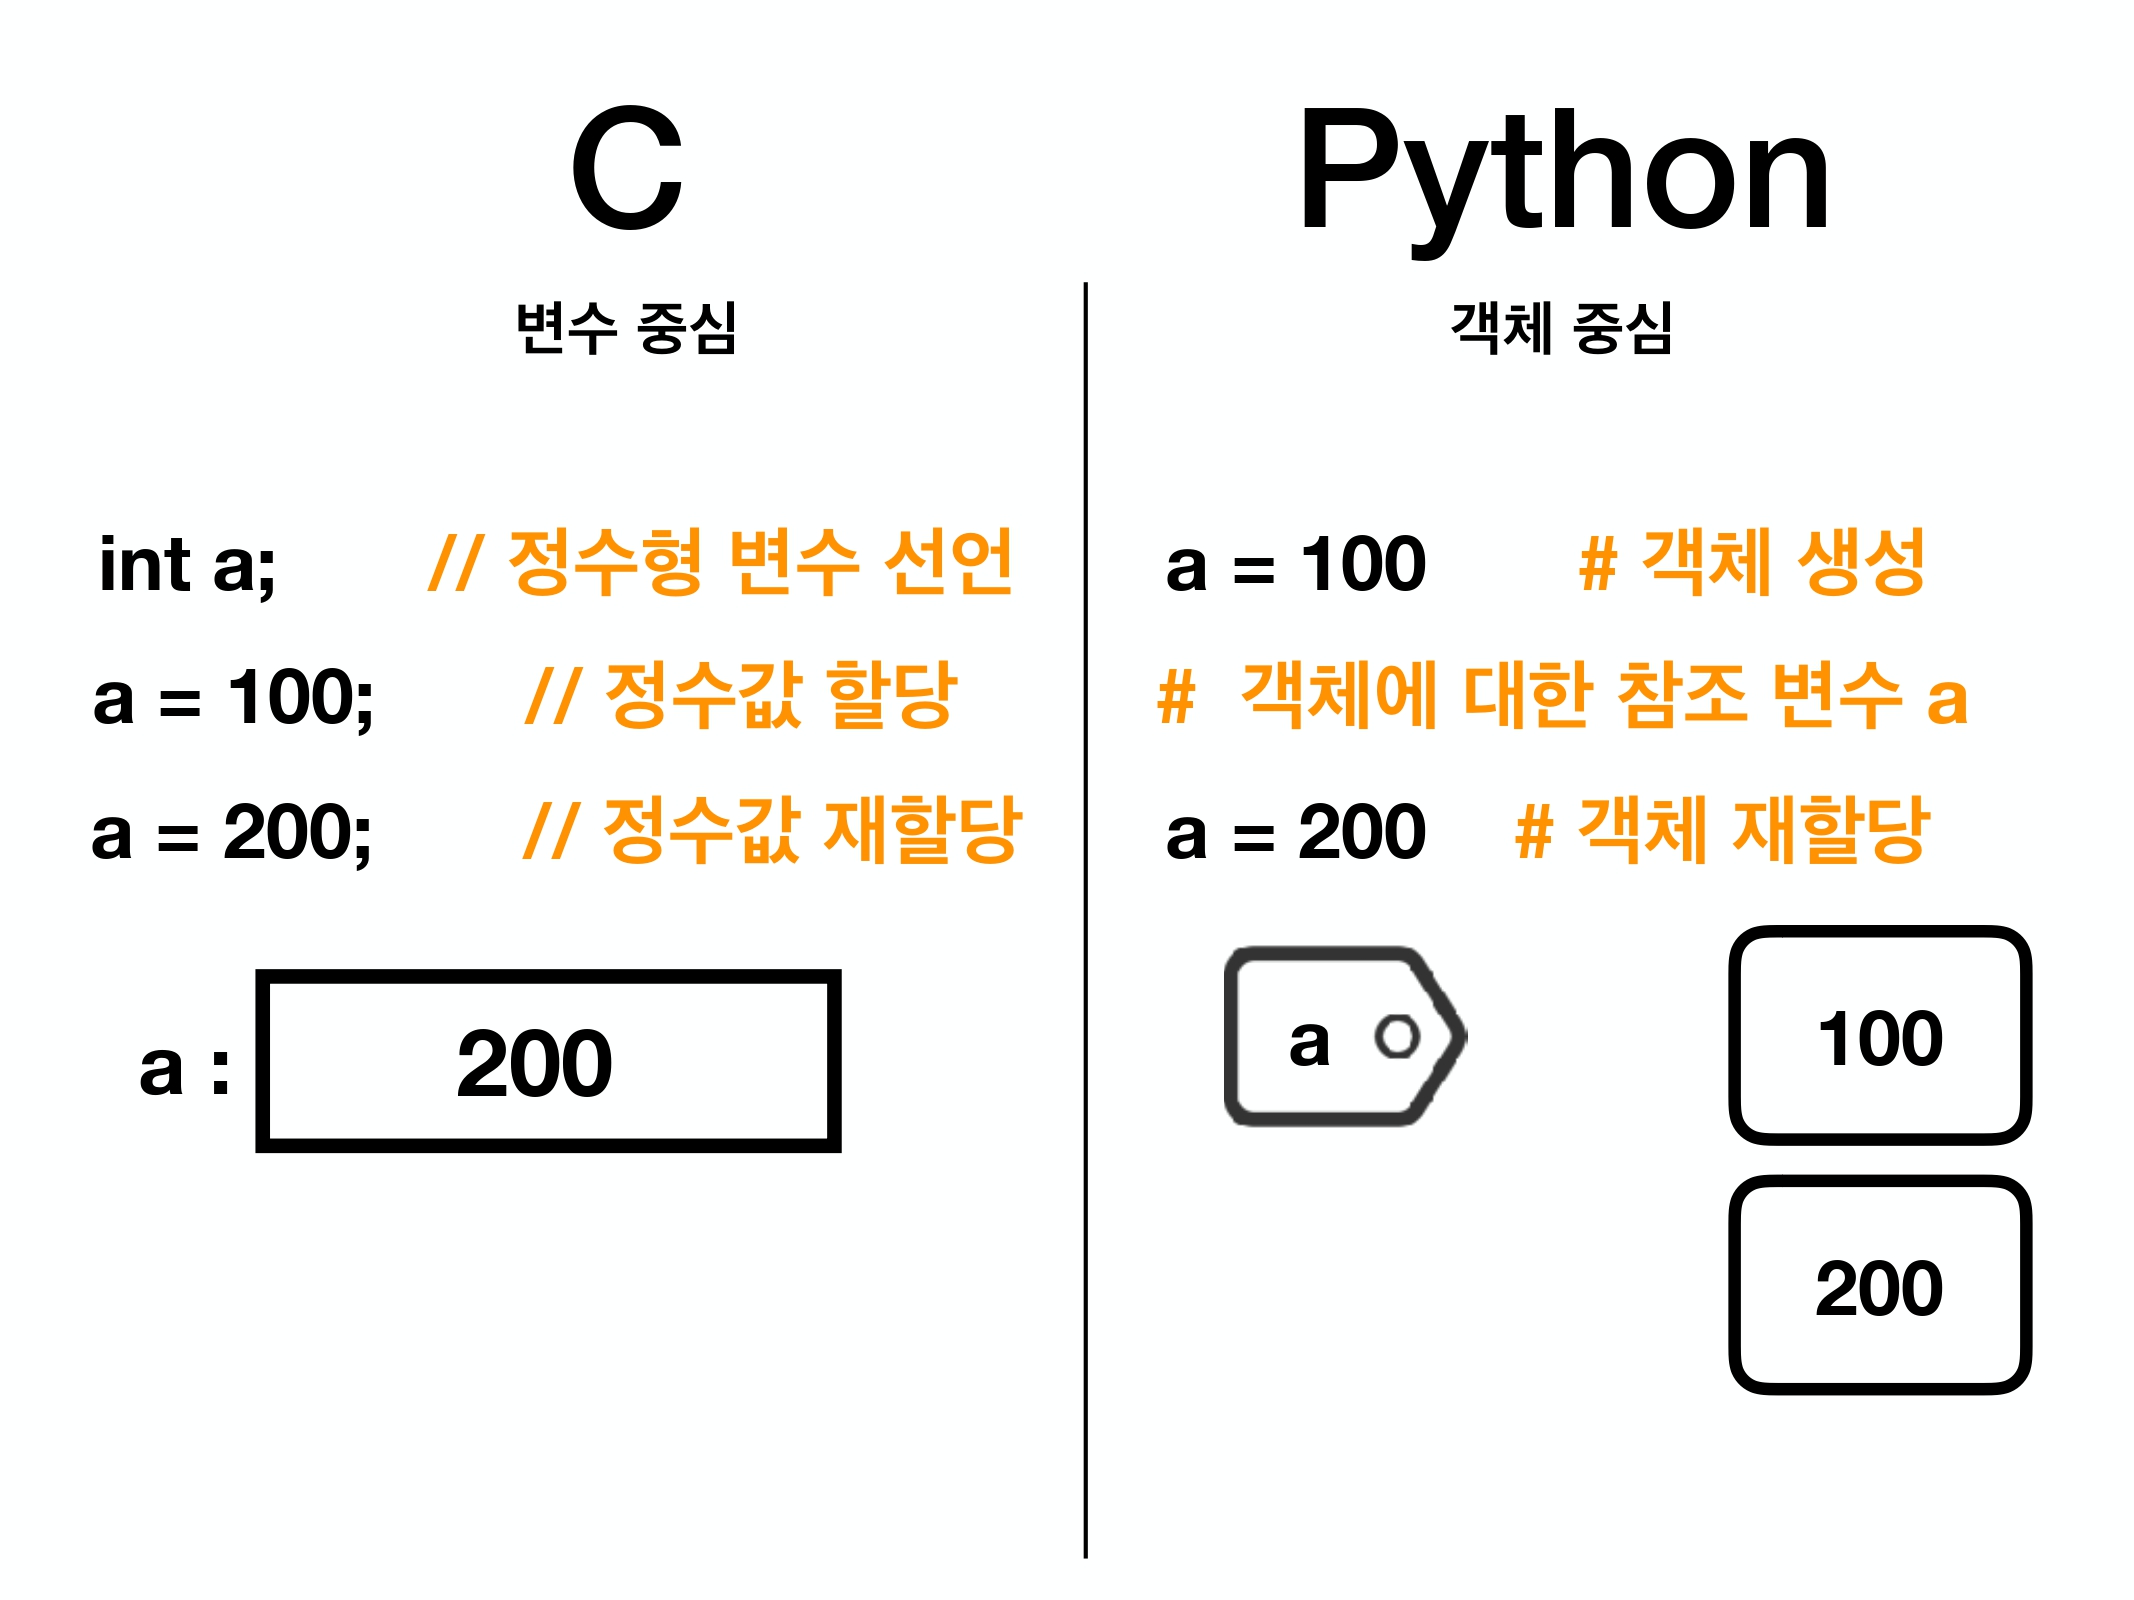 C
변수 중심
int a; // 정수형 변수 선언
a = 100; // 정수값 할당
a = 200; // 정수값 재할당
a : 200
Python
객체 중심
a = 100 # 객체 생성
# 객체에 대한 참조 변수 a
a = 200 # 객체 재할당
a
100
200